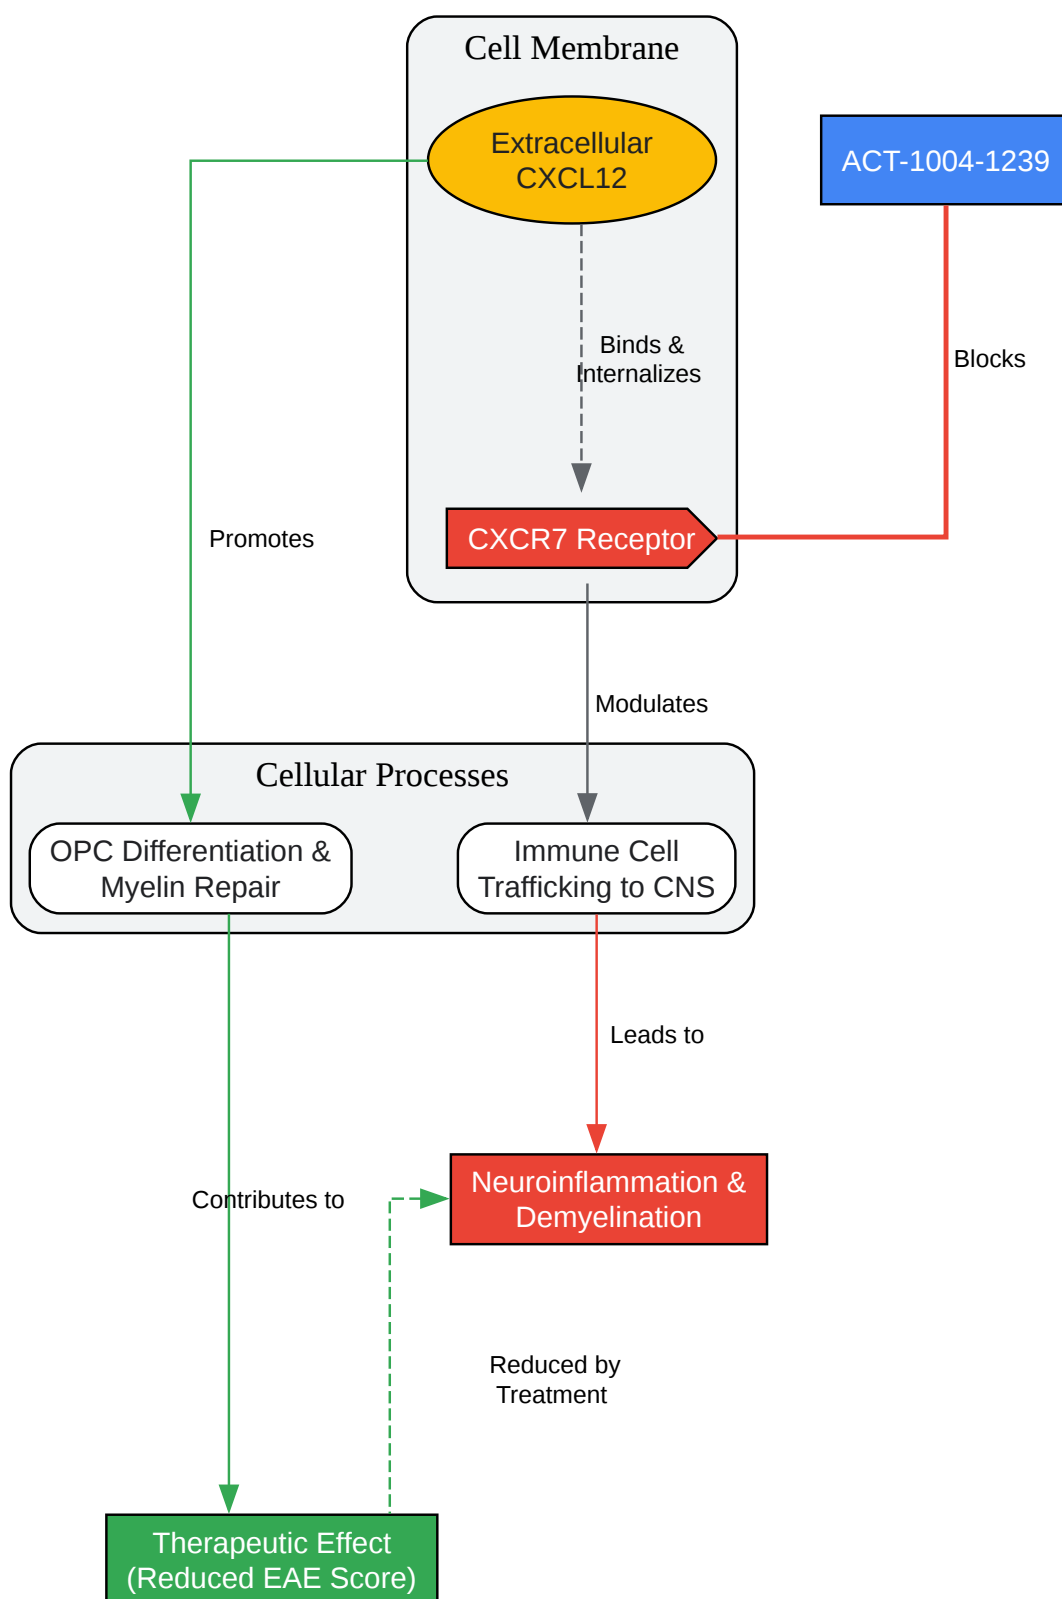 Cell Membrane
Extracellular
CXCL12
ACT-1004-1239
Binds &
Internalizes
Blocks
Promotes
CXCR7 Receptor
Modulates
Cellular Processes
OPC Differentiation &
Myelin Repair
Immune Cell
Trafficking to CNS
Leads to
Contributes to
Neuroinflammation &
Demyelination
Reduced by
Treatment
Therapeutic Effect
(Reduced EAE Score)